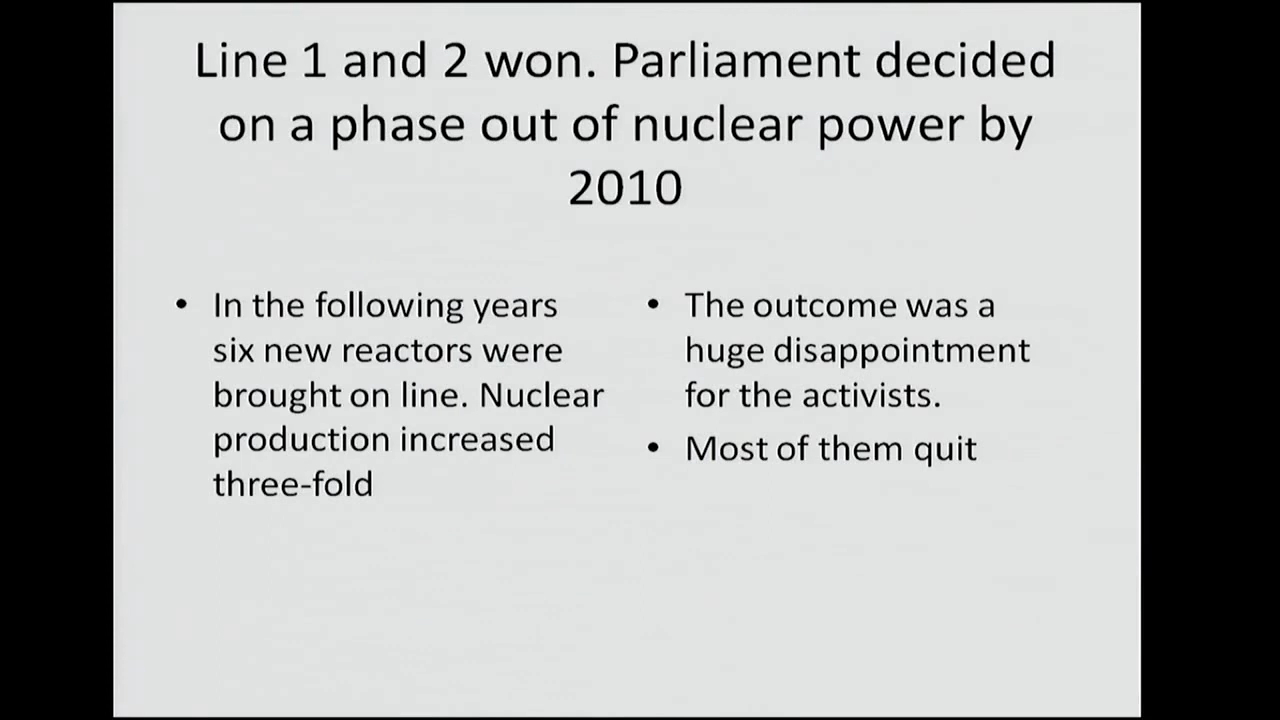 Line 1 and 2 won. Parliament decided
on a phase out of nuclear power by
2010
• In the following years
six new reactors were
brought on line. Nuclear
production increased
three-fold
• The outcome was a
huge disappointment
for the activists.
• Most of them quit